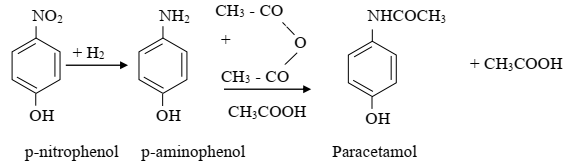 NO2
NH2
CH3 - CO
NHCOCH3
+ H2
+
O
+ CH3COOH
CH3 - CO
OH
OH
CH3COOH
OH
p-nitrophenol p-aminophenol Paracetamol